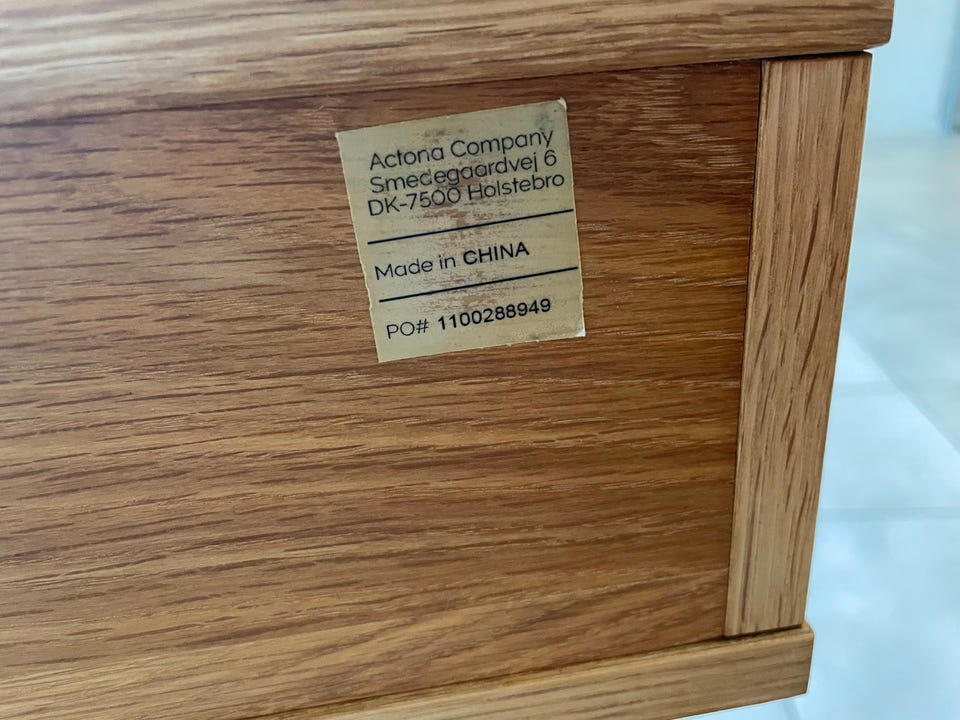 Actona Company
Smedegaardvej 6
DK-7500 Holstebro
Made in CHINA
PO# 1100288949